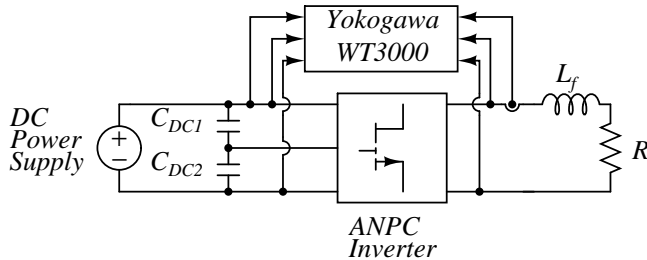 Yokogawa
WT3000
DC
Power
Supply
C_DC1
C_DC2
L_f
R
ANPC
Inverter